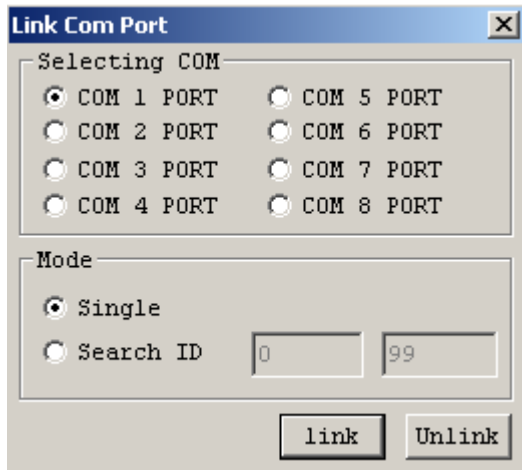 Link Com Port
Selecting COM
COM 1 PORT COM 5 PORT
COM 2 PORT COM 6 PORT
COM 3 PORT COM 7 PORT
COM 4 PORT COM 8 PORT
Mode
Single
Search ID 0 99
link Unlink